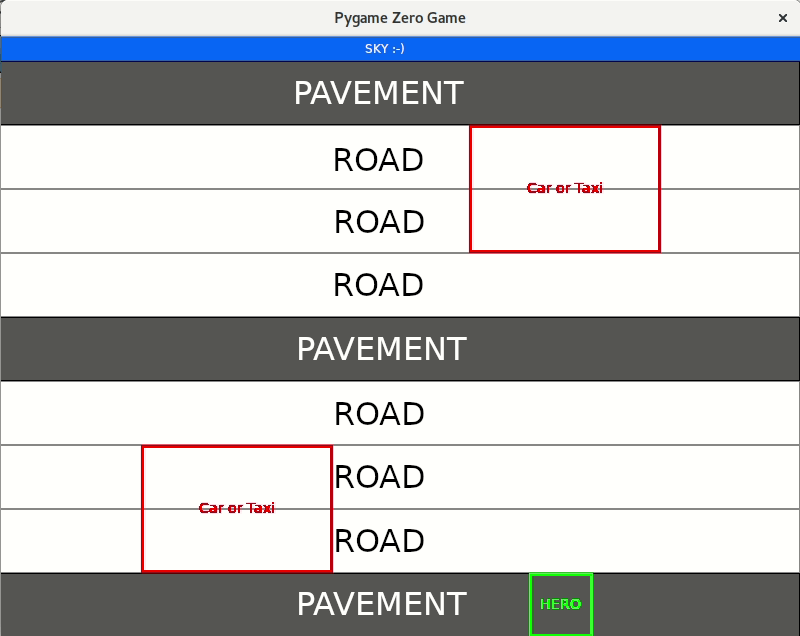 Pygame Zero Game
SKY :-)
PAVEMENT
ROAD
Car or Taxi
ROAD
ROAD
PAVEMENT
ROAD
ROAD
Car or Taxi
ROAD
PAVEMENT
HERO